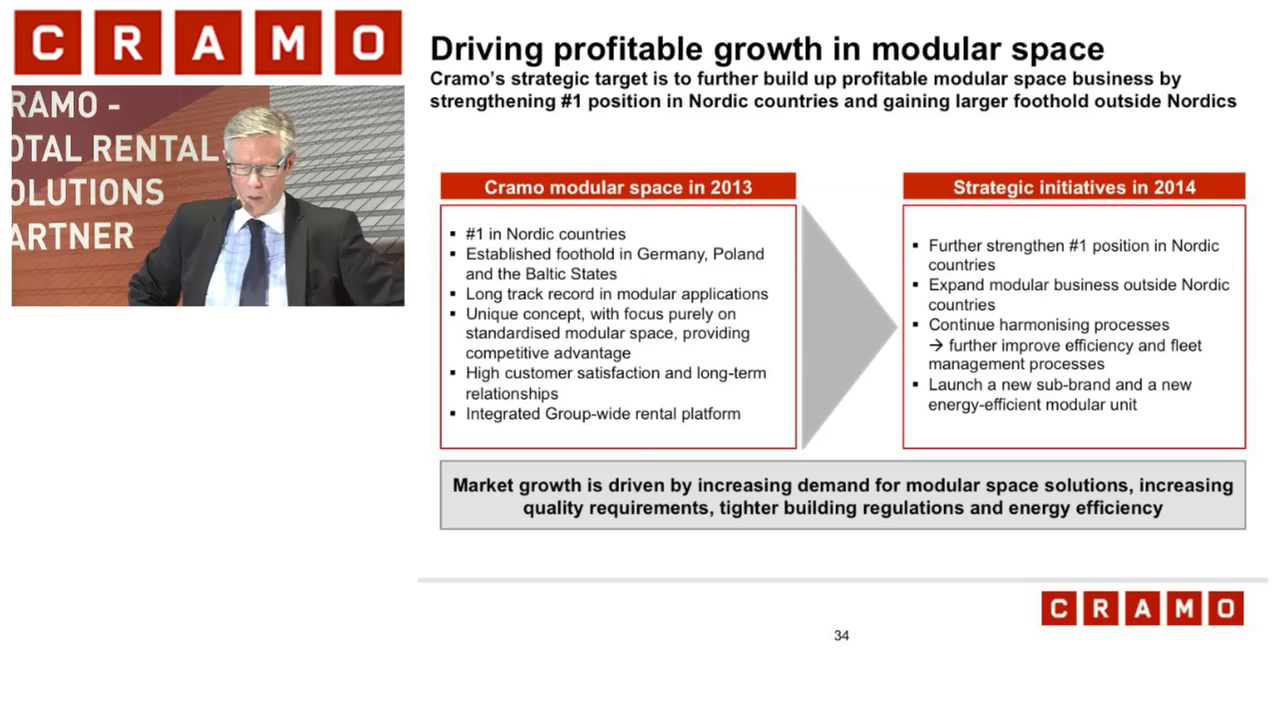 CRAMO
RAMO -
OTAL RENTAL
OLUTIONS
ARTNER
Driving profitable growth in modular space
Cramo's strategic target is to further build up profitable modular space business by
strengthening #1 position in Nordic countries and gaining larger foothold outside Nordics
Cramo modular space in 2013
▪ #1 in Nordic countries
▪ Established foothold in Germany, Poland
and the Baltic States
▪ Long track record in modular applications
▪ Unique concept, with focus purely on
standardised modular space, providing
competitive advantage
▪ High customer satisfaction and long-term
relationships
▪ Integrated Group-wide rental platform
Strategic initiatives in 2014
▪ Further strengthen #1 position in Nordic
countries
▪ Expand modular business outside Nordic
countries
▪ Continue harmonising processes
→ further improve efficiency and fleet
management processes
▪ Launch a new sub-brand and a new
energy-efficient modular unit
Market growth is driven by increasing demand for modular space solutions, increasing
quality requirements, tighter building regulations and energy efficiency
CRAMO
34